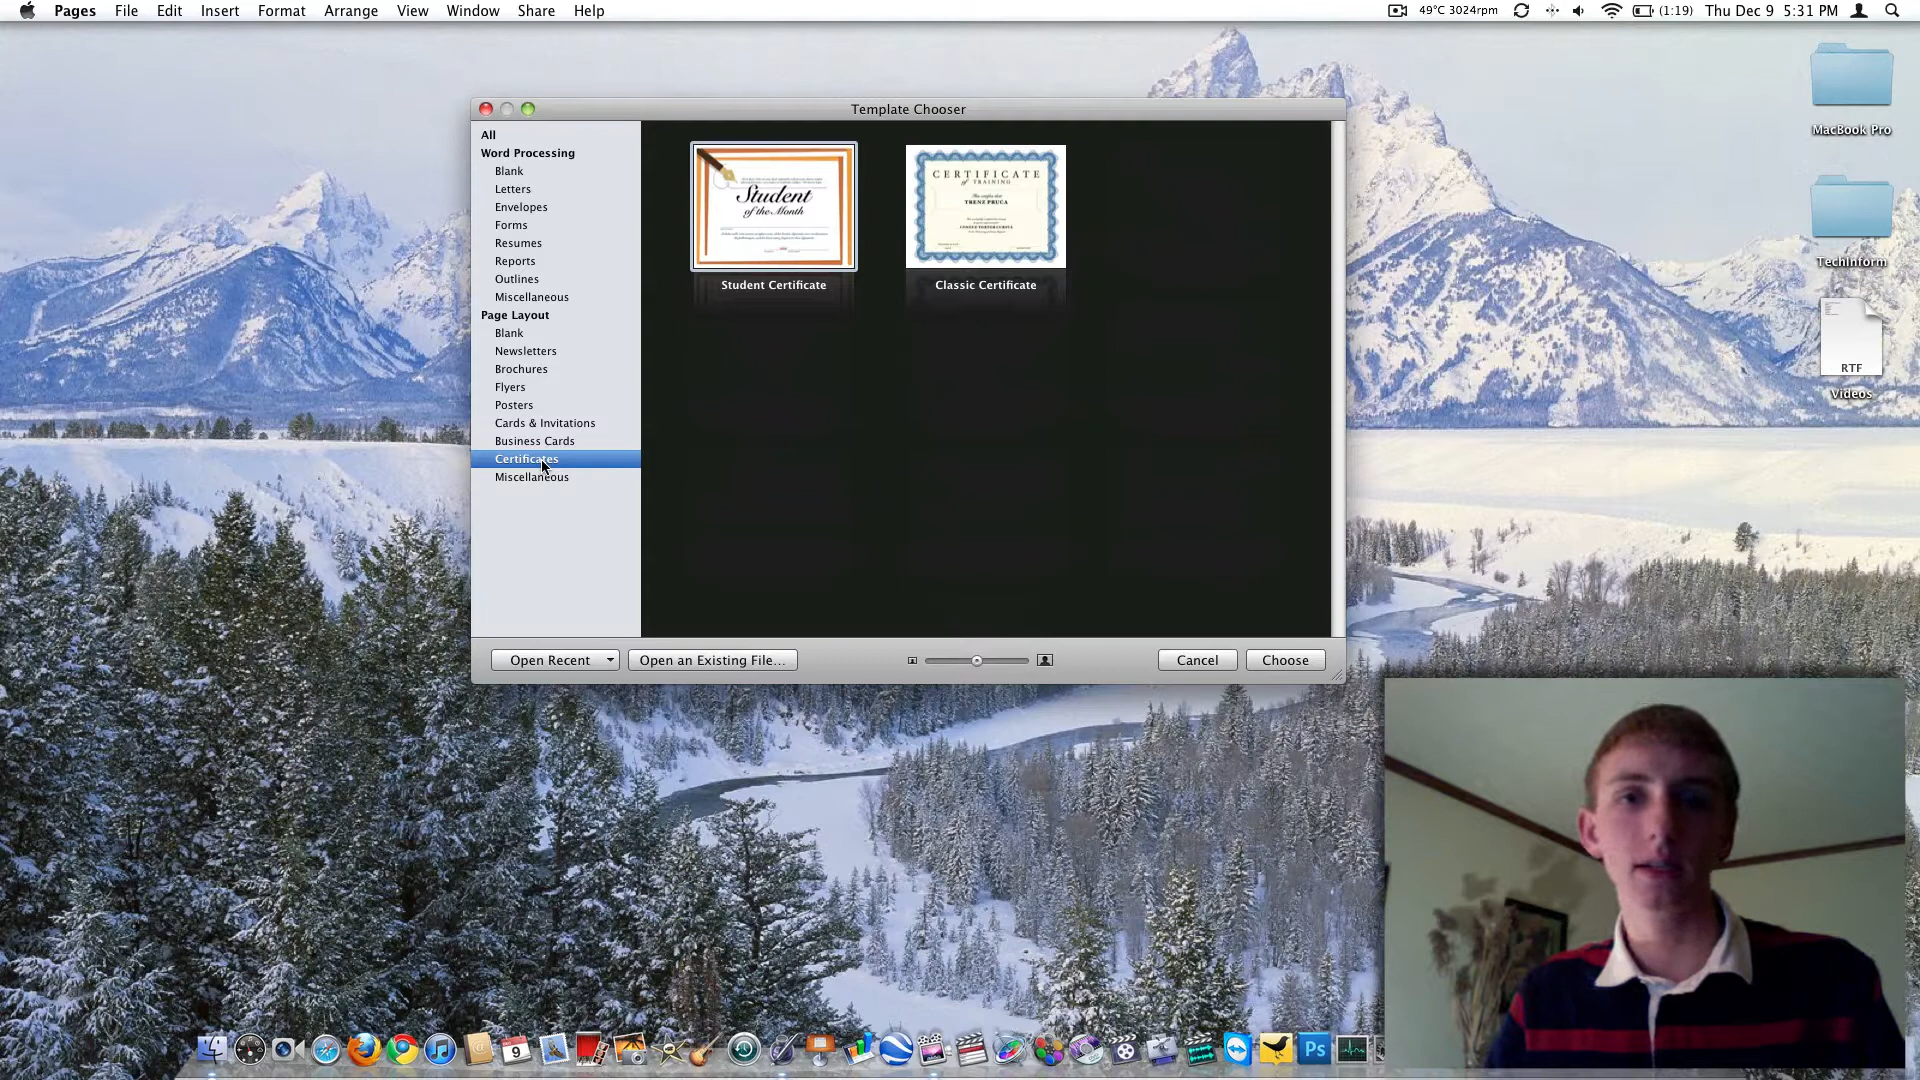 Pages File Edit Insert Format Arrange View Window Share Help
49°C 3024rpm (1:19) Thu Dec 9 5:31 PM
MacBook Pro
TechInform
RTF
Videos
Template Chooser
All
Word Processing
Blank
Letters
Envelopes
Forms
Resumes
Reports
Outlines
Miscellaneous
Page Layout
Blank
Newsletters
Brochures
Flyers
Posters
Cards & Invitations
Business Cards
Certificates
Miscellaneous
Student
of the Month
Student Certificate
CERTIFICATE
of TRAINING
TRENZ PRUCA
Classic Certificate
Open Recent
Open an Existing File...
Cancel
Choose
9
Ps